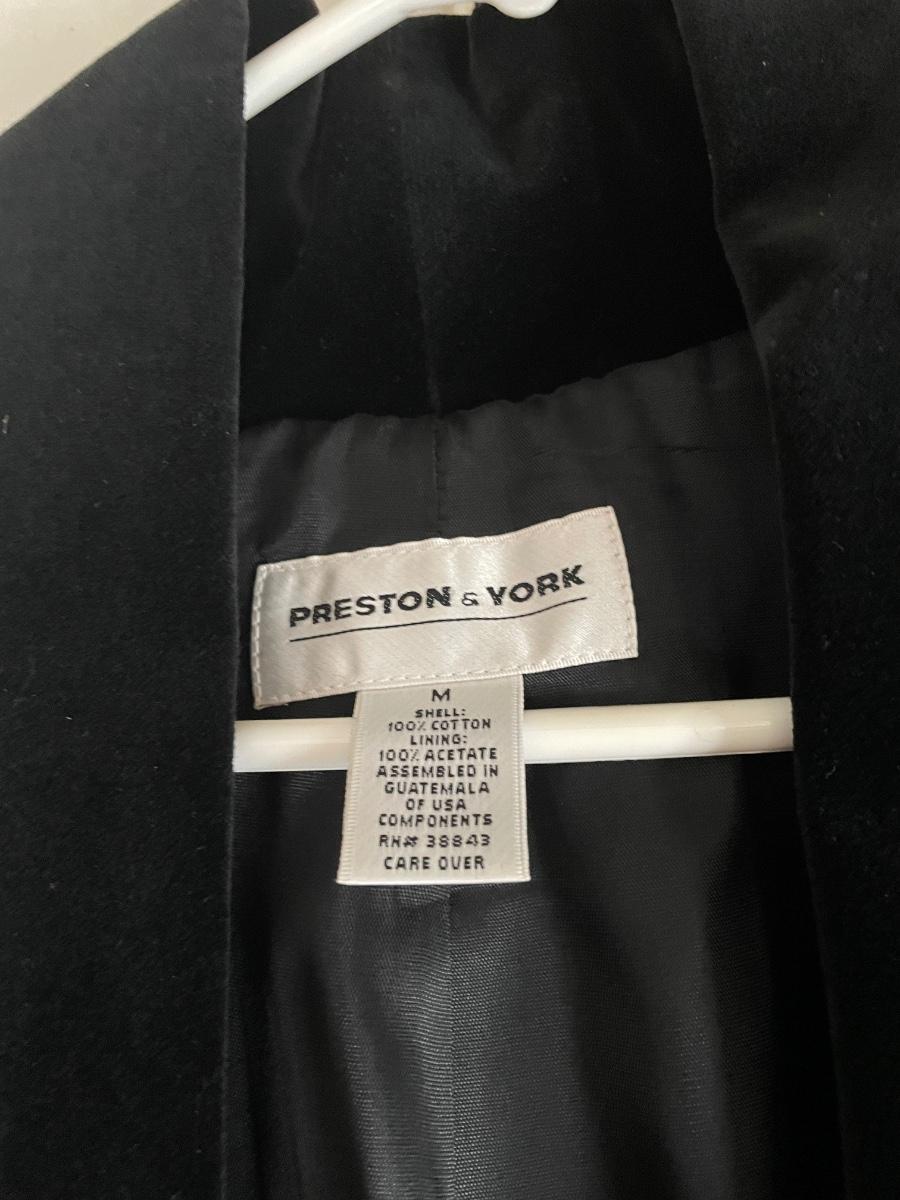 PRESTON & YORK
M
SHELL:
100% COTTON
LINING:
100% ACETATE
ASSEMBLED IN
GUATEMALA
OF USA
COMPONENTS
RN# 38843
CARE OVER